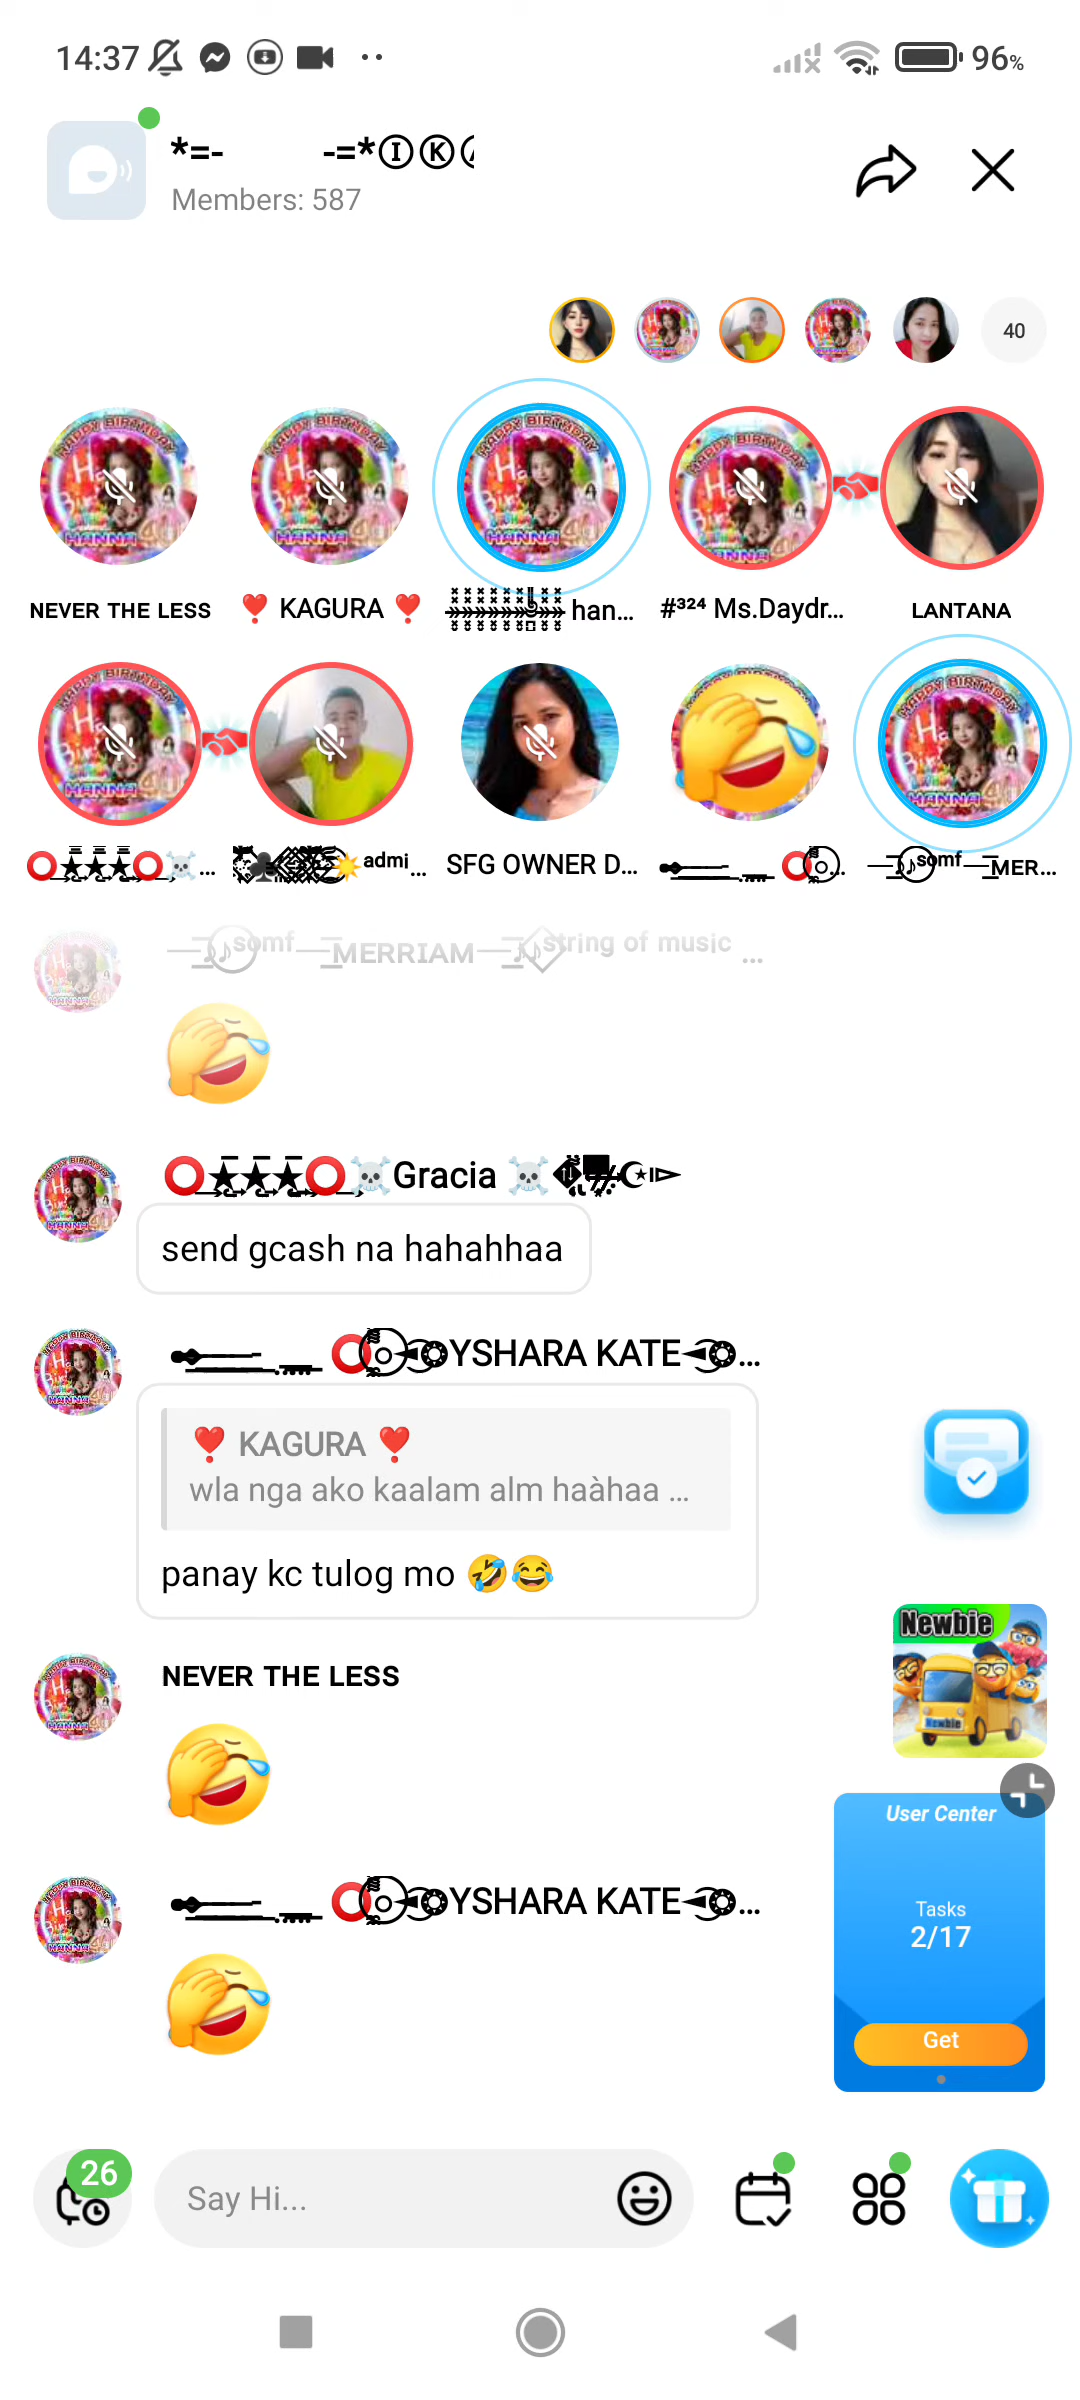 14:37
96%
*=- -=*ⒾⓀ
Members: 587
40
NEVER THE LESS
❣️ KAGURA ❣️
han...
#³²⁴ Ms.Daydr...
LANTANA
admi...
SFG OWNER D...
somf MER...
somf MERRIAM string of music ...
Gracia
send gcash na hahahhaa
YSHARA KATE ...
❣️ KAGURA ❣️
wla nga ako kaalam alm haàhaa ...
panay kc tulog mo 🤣😂
NEVER THE LESS
YSHARA KATE ...
Newbie
User Center
Tasks
2/17
Get
26
Say Hi...